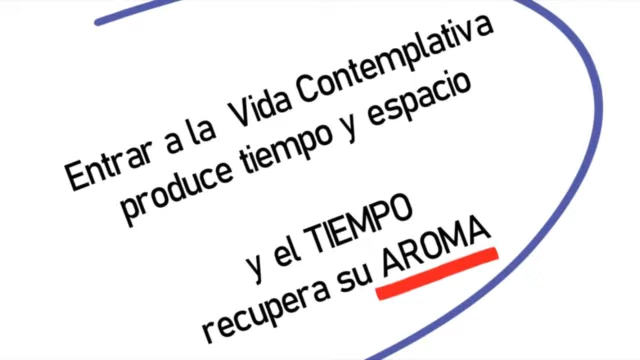 Entrar a la Vida Contemplativa
produce tiempo y espacio
y el TIEMPO
recupera su AROMA